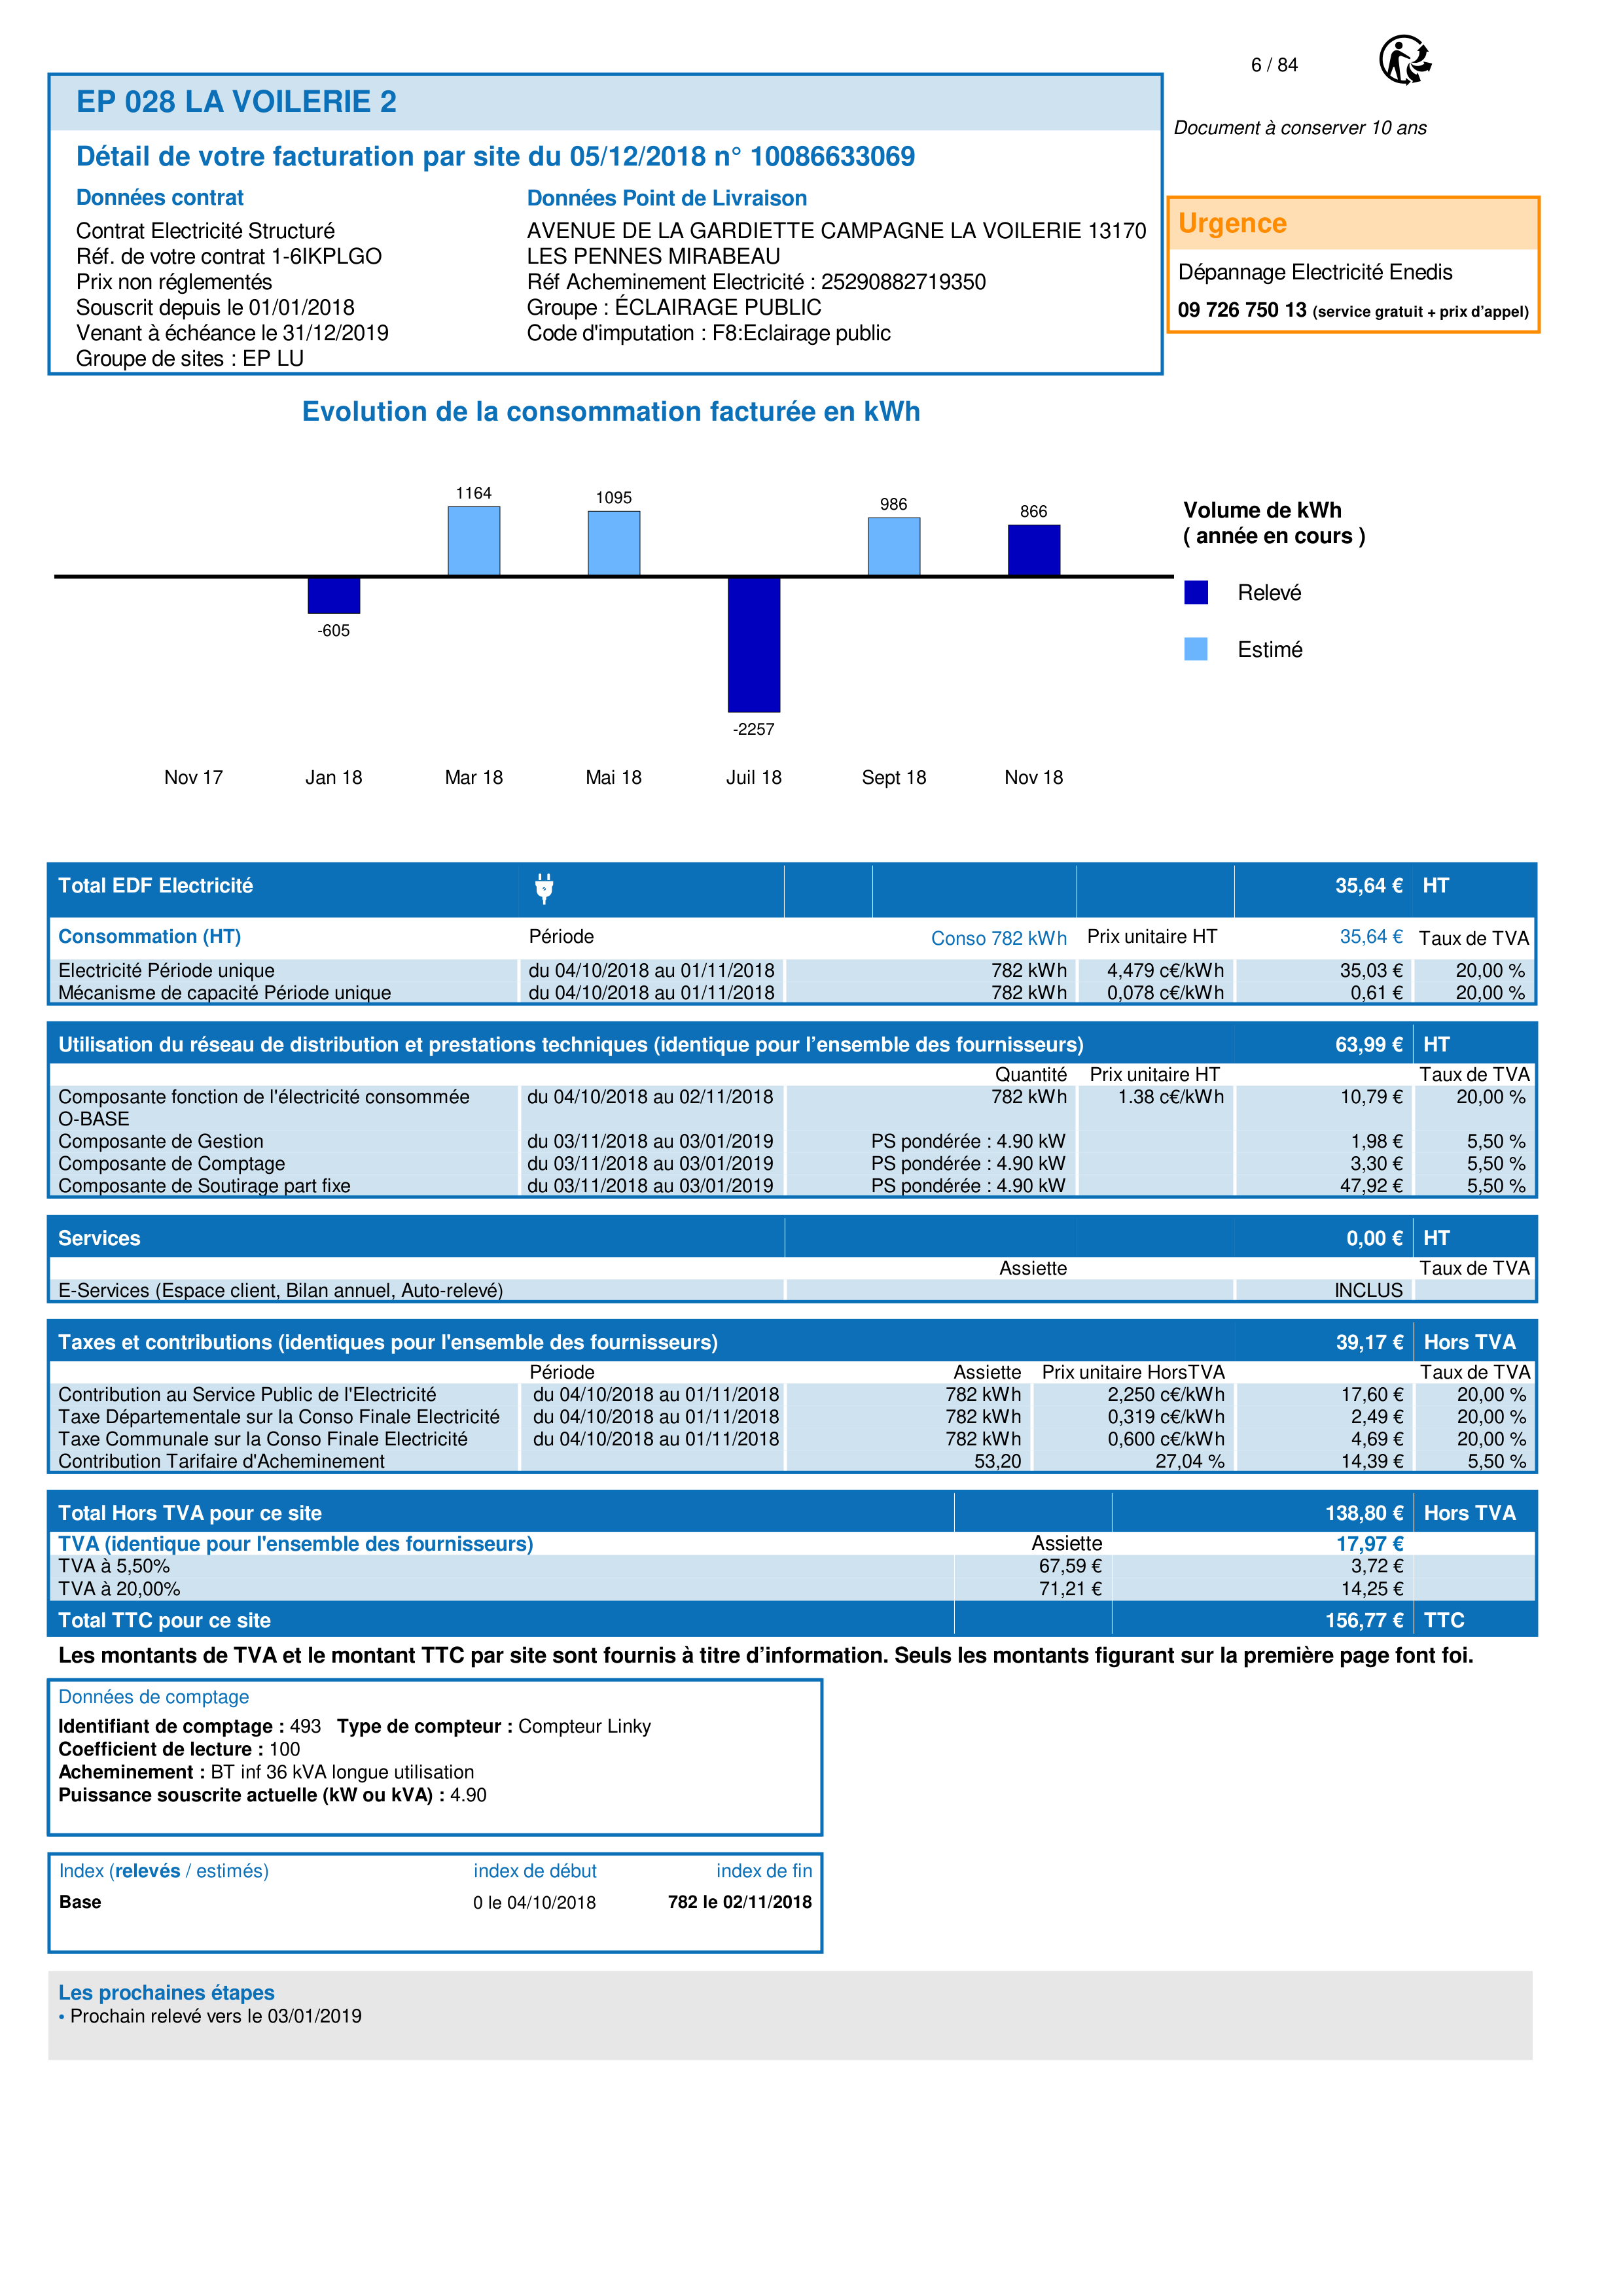 6 / 84
EP 028 LA VOILERIE 2
Document à conserver 10 ans
Détail de votre facturation par site du 05/12/2018 n° 10086633069
Données contrat
Contrat Electricité Structuré
Réf. de votre contrat 1-6IKPLGO
Prix non réglementés
Souscrit depuis le 01/01/2018
Venant à échéance le 31/12/2019
Groupe de sites : EP LU
Données Point de Livraison
AVENUE DE LA GARDIETTE CAMPAGNE LA VOILERIE 13170
LES PENNES MIRABEAU
Réf Acheminement Electricité : 25290882719350
Groupe : ÉCLAIRAGE PUBLIC
Code d'imputation : F8:Eclairage public
Urgence
Dépannage Electricité Enedis
09 726 750 13 (service gratuit + prix d’appel)
Evolution de la consommation facturée en kWh
-605
1164
1095
-2257
986
866
Nov 17 Jan 18 Mar 18 Mai 18 Juil 18 Sept 18 Nov 18
Volume de kWh
( année en cours )
Relevé
Estimé
Total EDF Electricité 35,64 € HT
Consommation (HT) Période Conso 782 kWh Prix unitaire HT 35,64 € Taux de TVA
Electricité Période unique du 04/10/2018 au 01/11/2018 782 kWh 4,479 c€/kWh 35,03 € 20,00 %
Mécanisme de capacité Période unique du 04/10/2018 au 01/11/2018 782 kWh 0,078 c€/kWh 0,61 € 20,00 %
Utilisation du réseau de distribution et prestations techniques (identique pour l’ensemble des fournisseurs) 63,99 € HT
Quantité Prix unitaire HT Taux de TVA
Composante fonction de l'électricité consommée du 04/10/2018 au 02/11/2018 782 kWh 1.38 c€/kWh 10,79 € 20,00 %
O-BASE
Composante de Gestion du 03/11/2018 au 03/01/2019 PS pondérée : 4.90 kW 1,98 € 5,50 %
Composante de Comptage du 03/11/2018 au 03/01/2019 PS pondérée : 4.90 kW 3,30 € 5,50 %
Composante de Soutirage part fixe du 03/11/2018 au 03/01/2019 PS pondérée : 4.90 kW 47,92 € 5,50 %
Services 0,00 € HT
Assiette Taux de TVA
E-Services (Espace client, Bilan annuel, Auto-relevé) INCLUS
Taxes et contributions (identiques pour l'ensemble des fournisseurs) 39,17 € Hors TVA
Période Assiette Prix unitaire HorsTVA Taux de TVA
Contribution au Service Public de l'Electricité du 04/10/2018 au 01/11/2018 782 kWh 2,250 c€/kWh 17,60 € 20,00 %
Taxe Départementale sur la Conso Finale Electricité du 04/10/2018 au 01/11/2018 782 kWh 0,319 c€/kWh 2,49 € 20,00 %
Taxe Communale sur la Conso Finale Electricité du 04/10/2018 au 01/11/2018 782 kWh 0,600 c€/kWh 4,69 € 20,00 %
Contribution Tarifaire d'Acheminement 53,20 27,04 % 14,39 € 5,50 %
Total Hors TVA pour ce site 138,80 € Hors TVA
TVA (identique pour l'ensemble des fournisseurs) Assiette 17,97 €
TVA à 5,50% 67,59 € 3,72 €
TVA à 20,00% 71,21 € 14,25 €
Total TTC pour ce site 156,77 € TTC
Les montants de TVA et le montant TTC par site sont fournis à titre d’information. Seuls les montants figurant sur la première page font foi.
Données de comptage
Identifiant de comptage : 493 Type de compteur : Compteur Linky
Coefficient de lecture : 100
Acheminement : BT inf 36 kVA longue utilisation
Puissance souscrite actuelle (kW ou kVA) : 4.90
Index (relevés / estimés) index de début index de fin
Base 0 le 04/10/2018 782 le 02/11/2018
Les prochaines étapes
• Prochain relevé vers le 03/01/2019